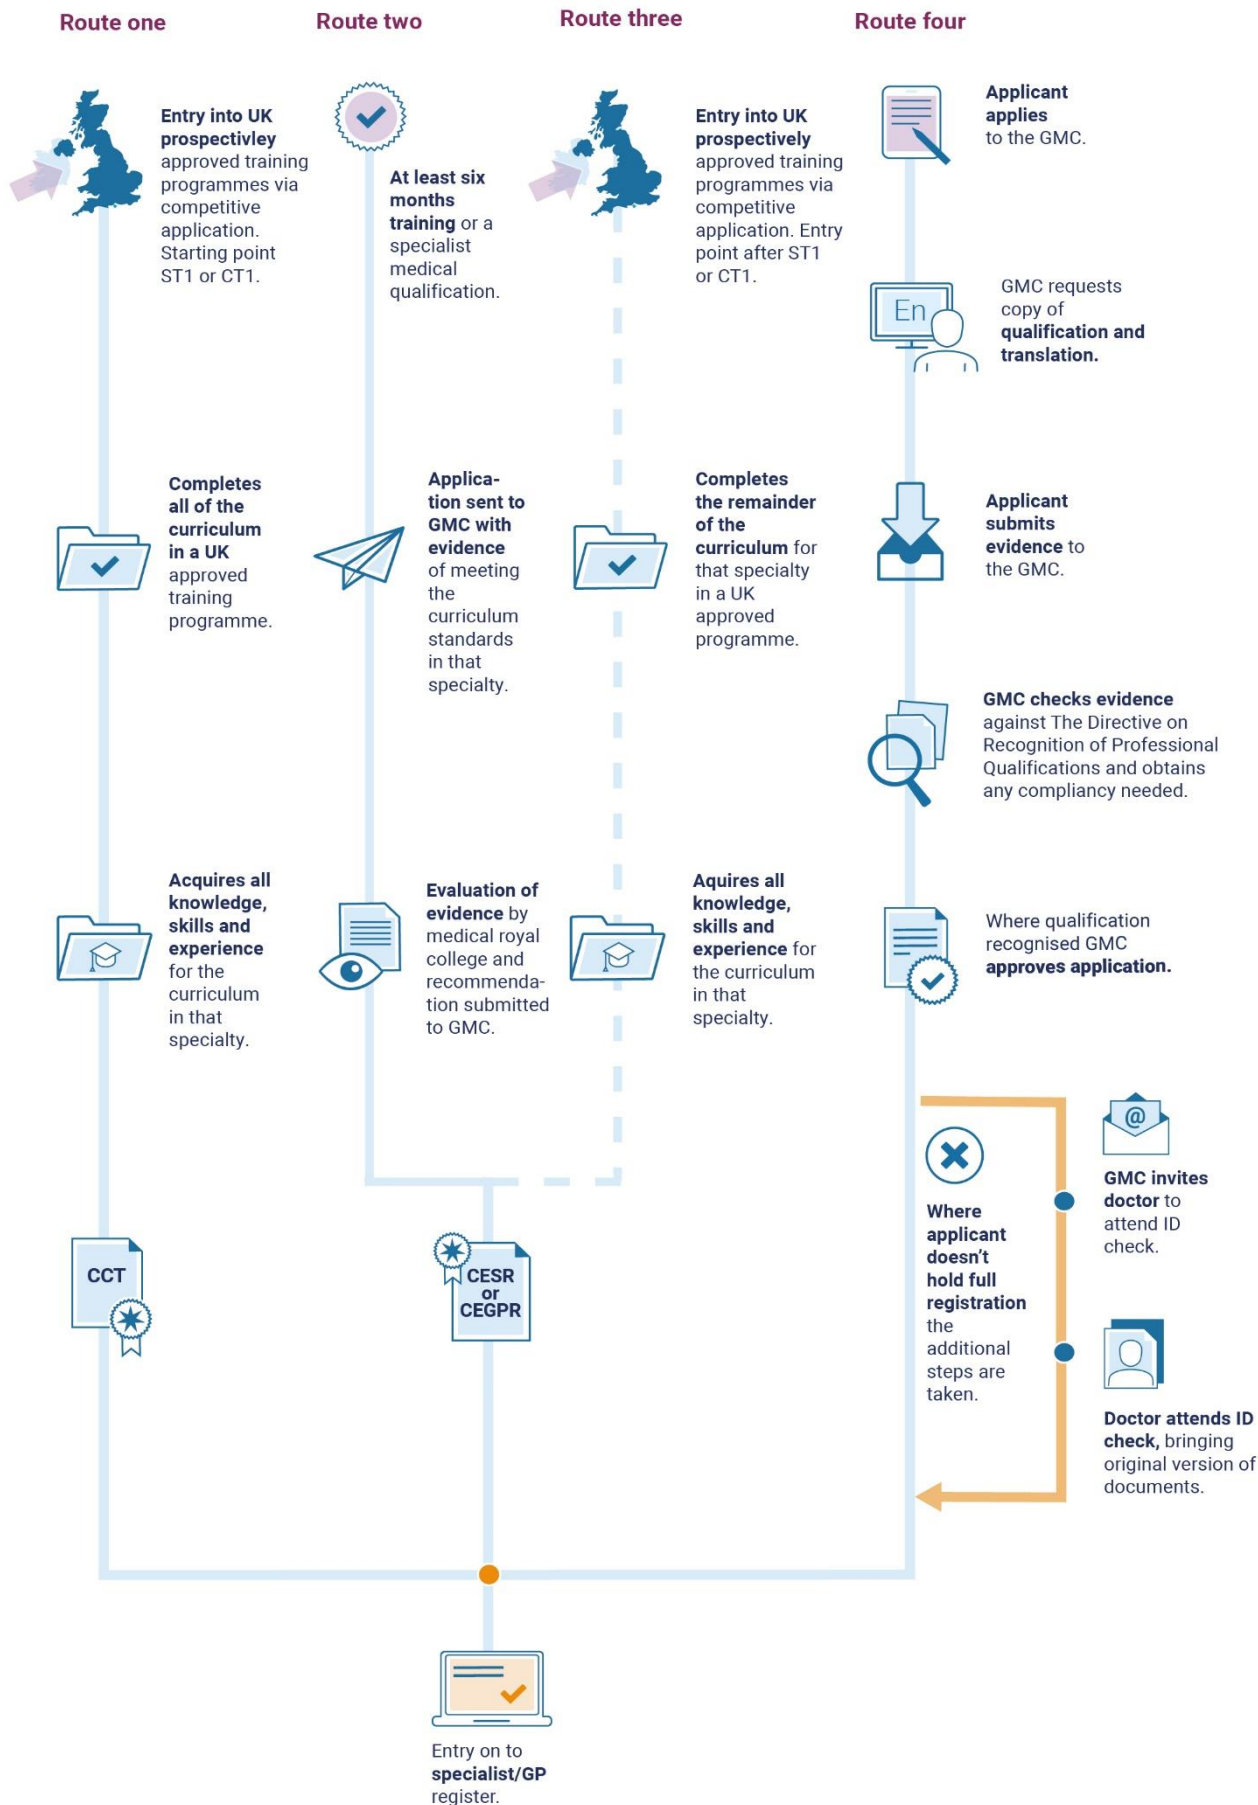 Route one
Route two
Route three
Route four
Entry into UK
prospectivley
approved training
programmes via
competitive
application.
Starting point
ST1 or CT1.
Completes
all of the
curriculum
in a UK
approved
training
programme.
Acquires all
knowledge,
skills and
experience
for the
curriculum
in that
specialty.
CCT
At least six
months
training or a
specialist
medical
qualification.
Applica-
tion sent to
GMC with
evidence
of meeting
the
curriculum
standards
in that
specialty.
Evaluation of
evidence by
medical royal
college and
recommenda-
tion submitted
to GMC.
CESR
or
CEGPR
Entry into UK
prospectively
approved training
programmes via
competitive
application. Entry
point after ST1
or CT1.
Completes
the remainder
of the
curriculum for
that specialty
in a UK
approved
programme.
Aquires all
knowledge,
skills and
experience for
the curriculum
in that
specialty.
Applicant
applies
to the GMC.
En
GMC requests
copy of
qualification and
translation.
Applicant
submits
evidence to
the GMC.
GMC checks evidence
against The Directive on
Recognition of Professional
Qualifications and obtains
any compliancy needed.
Where qualification
recognised GMC
approves application.
Where
applicant
doesn't
hold full
registration
the
additional
steps are
taken.
@
GMC invites
doctor to
attend ID
check.
Doctor attends ID
check, bringing
original version of
documents.
Entry on to
specialist/GP
register.